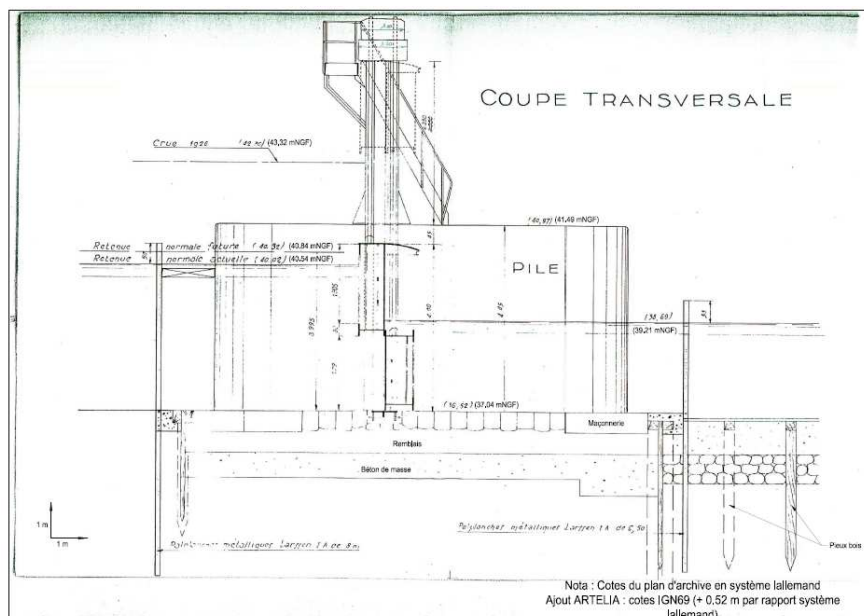 COUPE TRANSVERSALE
Crue 1926 (42.70) (43,32 mNGF)
(40,97) (41,49 mNGF)
Retenue normale future (40.32) (40.84 mNGF)
Retenue normale actuelle (40.02) (40.54 mNGF)
PILE
(38,69)
(39.21 mNGF)
(36,52) (37,04 mNGF)
Maçonnerie
Remblais
Béton de masse
1 m
1 m
Palplanches métalliques Larssen 1A de 8m
Palplanches métalliques Larssen 1A de 6,50
Pieux bois
Nota : Cotes du plan d'archive en système lallemand
Ajout ARTELIA : cotes IGN69 (+ 0,52 m par rapport système
lallemand)